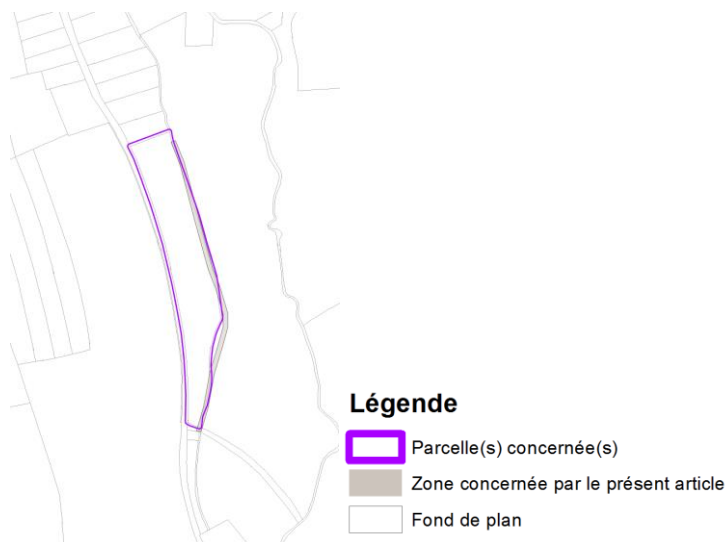 Légende
Parcelle(s) concernée(s)
Zone concernée par le présent article
Fond de plan